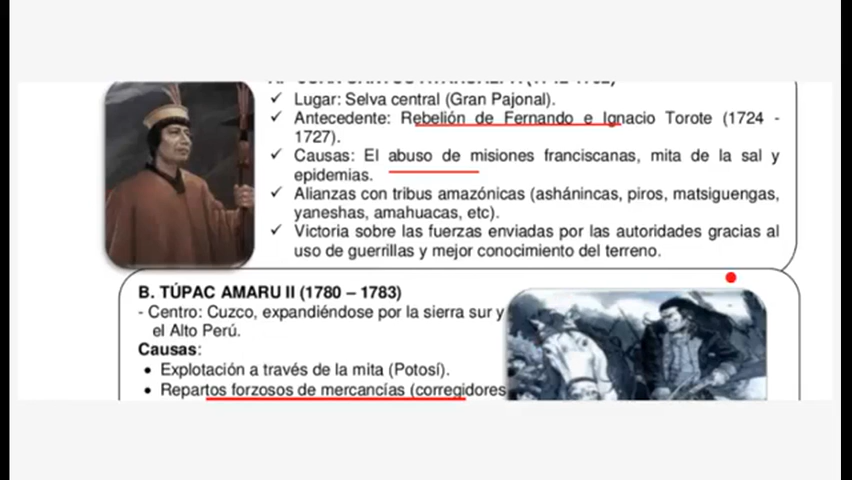 ✓ Lugar: Selva central (Gran Pajonal).
✓ Antecedente: Rebelión de Fernando e Ignacio Torote (1724 -
1727).
✓ Causas: El abuso de misiones franciscanas, mita de la sal y
epidemias.
✓ Alianzas con tribus amazónicas (ashánincas, piros, matsiguengas,
yaneshas, amahuacas, etc).
✓ Victoria sobre las fuerzas enviadas por las autoridades gracias al
uso de guerrillas y mejor conocimiento del terreno.
B. TÚPAC AMARU II (1780 – 1783)
- Centro: Cuzco, expandiéndose por la sierra sur y
el Alto Perú.
Causas:
• Explotación a través de la mita (Potosí).
• Repartos forzosos de mercancías (corregidores